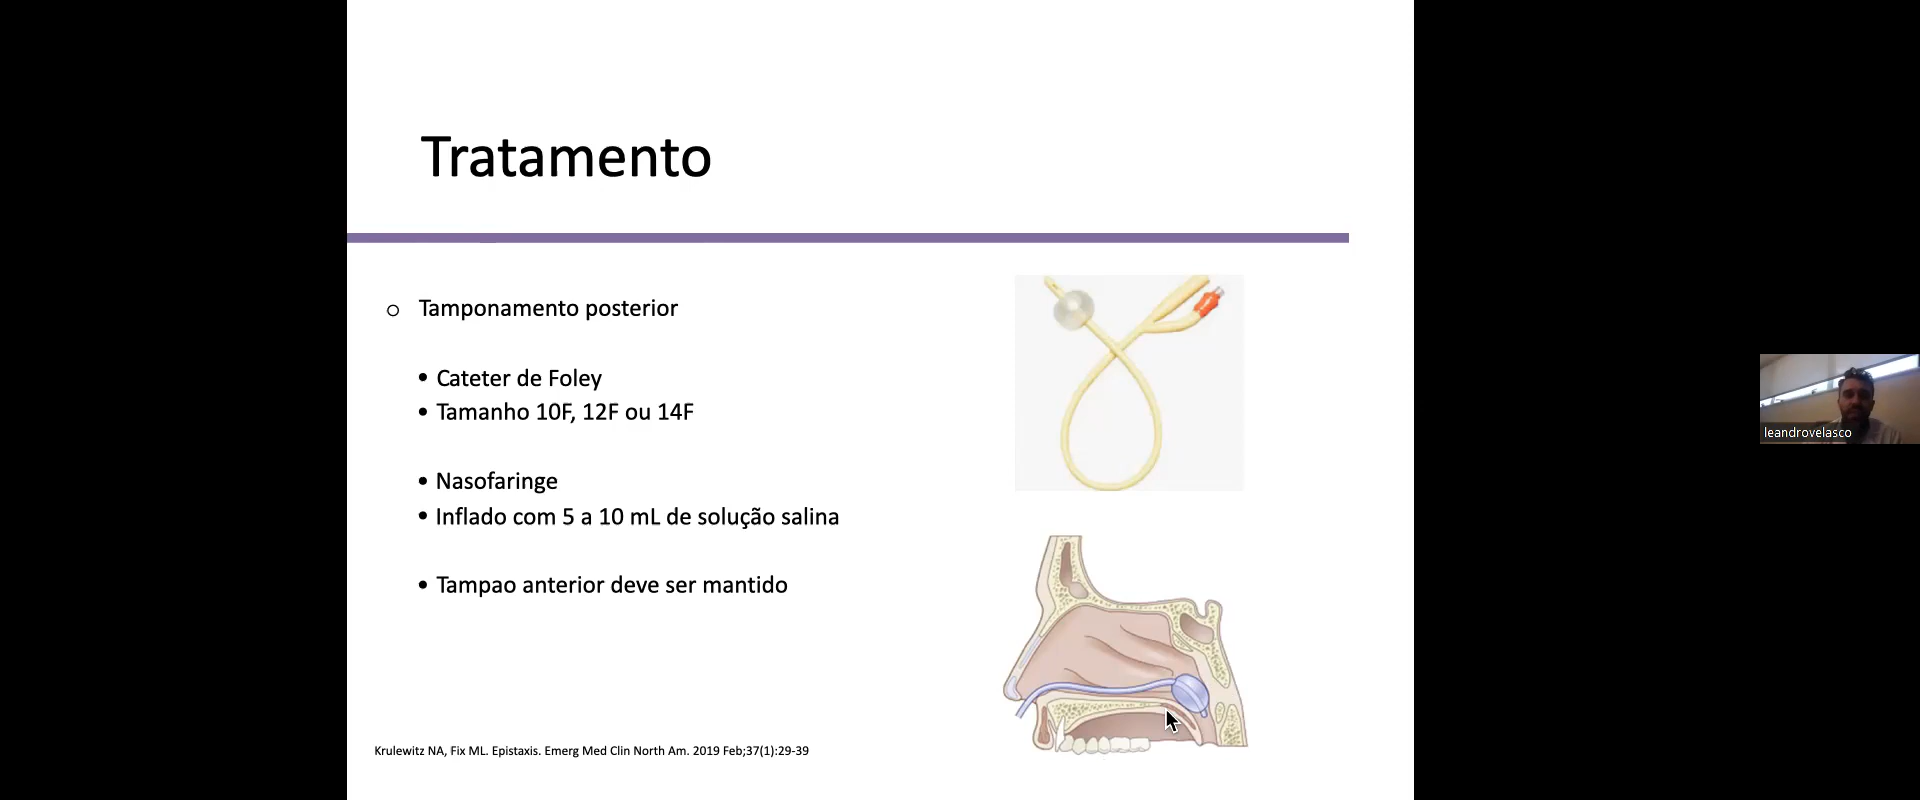 Tratamento
Tamponamento posterior
Cateter de Foley
Tamanho 10F, 12F ou 14F
Nasofaringe
Inflado com 5 a 10 mL de solução salina
Tampao anterior deve ser mantido
Krulewitz NA, Fix ML. Epistaxis. Emerg Med Clin North Am. 2019 Feb;37(1):29-39
leandrovelasco